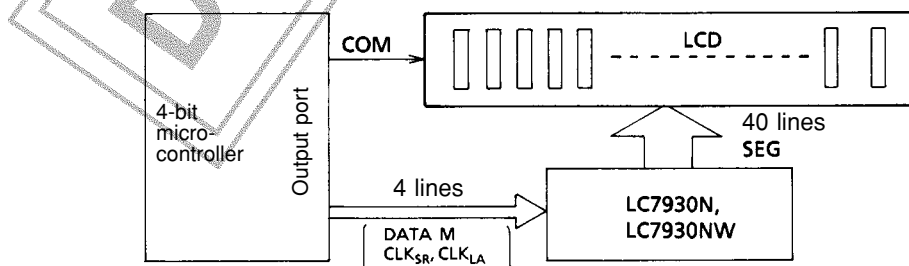 COM
LCD
4-bit
micro-
controller
Output port
40 lines
SEG
4 lines
LC7930N,
LC7930NW
DATA M
CLKSR, CLKLA